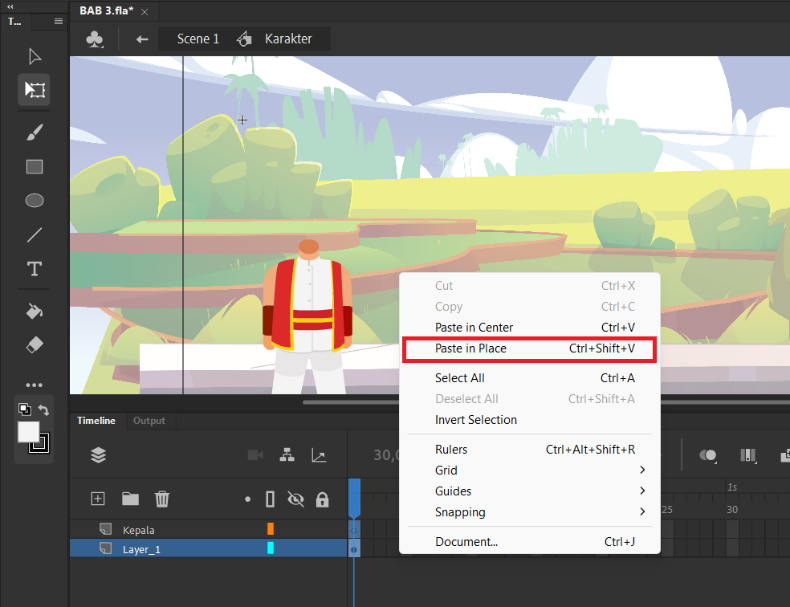 BAB 3.fla*
T...
Scene 1 Karakter
Cut Ctrl+X
Copy Ctrl+C
Paste in Center Ctrl+V
Paste in Place Ctrl+Shift+V
Select All Ctrl+A
Deselect All Ctrl+Shift+A
Invert Selection
Rulers Ctrl+Alt+Shift+R
Grid
Guides
Snapping
Document... Ctrl+J
Timeline Output
30,0
1s
25 30
Kepala
Layer_1